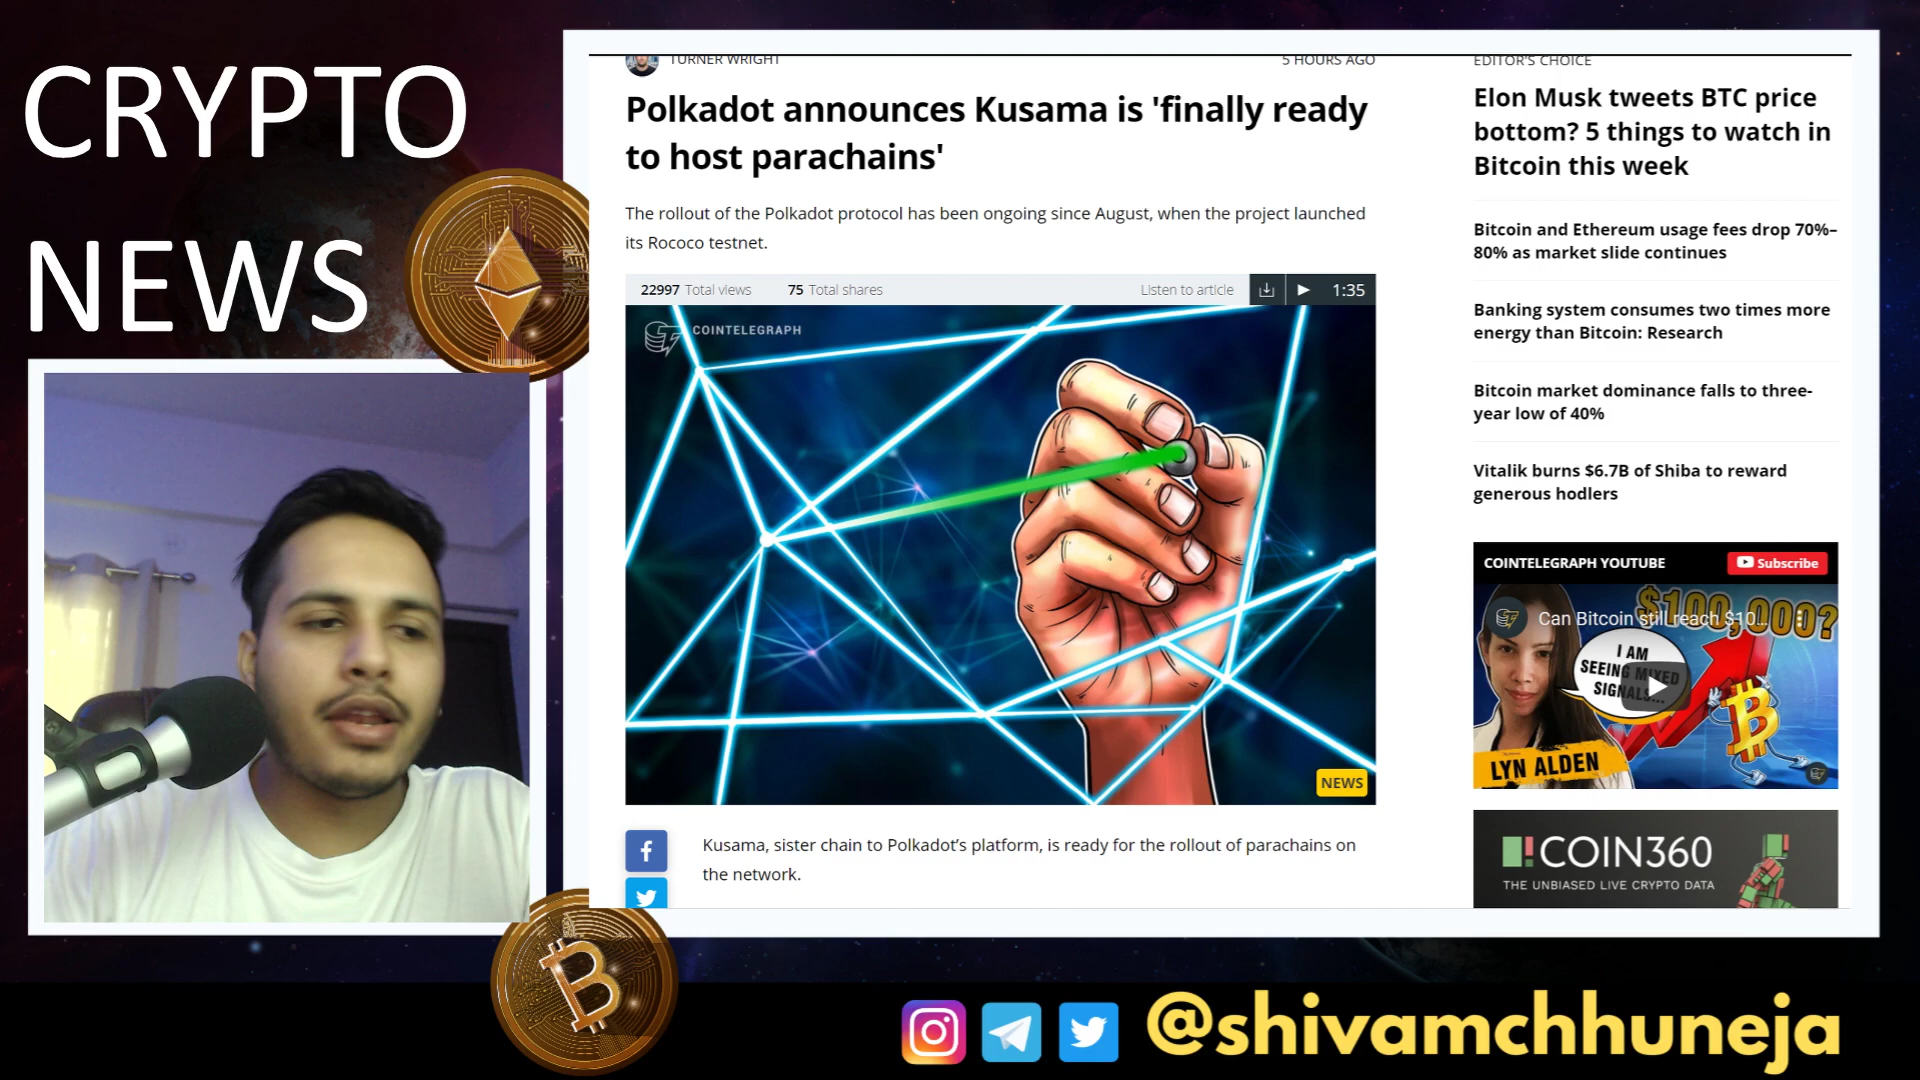 CRYPTO
NEWS
TURNER WRIGHT
5 HOURS AGO
Polkadot announces Kusama is 'finally ready
to host parachains'
The rollout of the Polkadot protocol has been ongoing since August, when the project launched
its Rococo testnet.
22997 Total views 75 Total shares Listen to article 1:35
COINTELEGRAPH
NEWS
Kusama, sister chain to Polkadot’s platform, is ready for the rollout of parachains on
the network.
EDITOR'S CHOICE
Elon Musk tweets BTC price
bottom? 5 things to watch in
Bitcoin this week
Bitcoin and Ethereum usage fees drop 70%–
80% as market slide continues
Banking system consumes two times more
energy than Bitcoin: Research
Bitcoin market dominance falls to three-
year low of 40%
Vitalik burns $6.7B of Shiba to reward
generous hodlers
COINTELEGRAPH YOUTUBE Subscribe
Can Bitcoin still reach $10...
$100,000?
I AM
SEEING MIXED
SIGNALS...
LYN ALDEN
COIN360
THE UNBIASED LIVE CRYPTO DATA
@shivamchhuneja